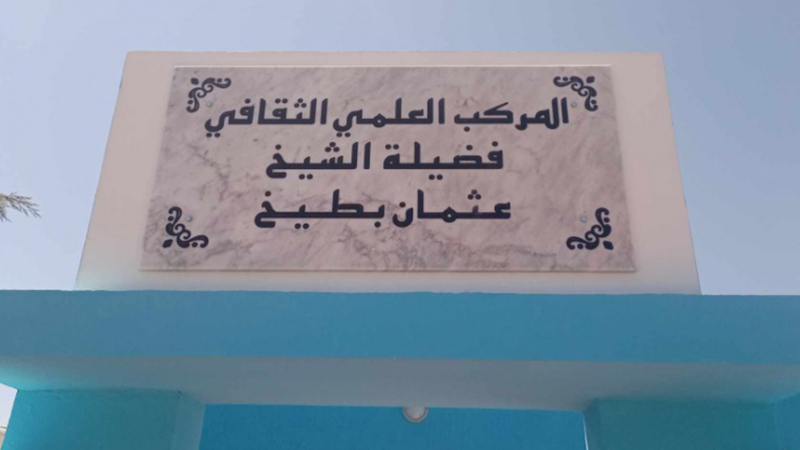 المركب العلمي الثقافي
فضيلة الشيخ
عثمان بطيخ